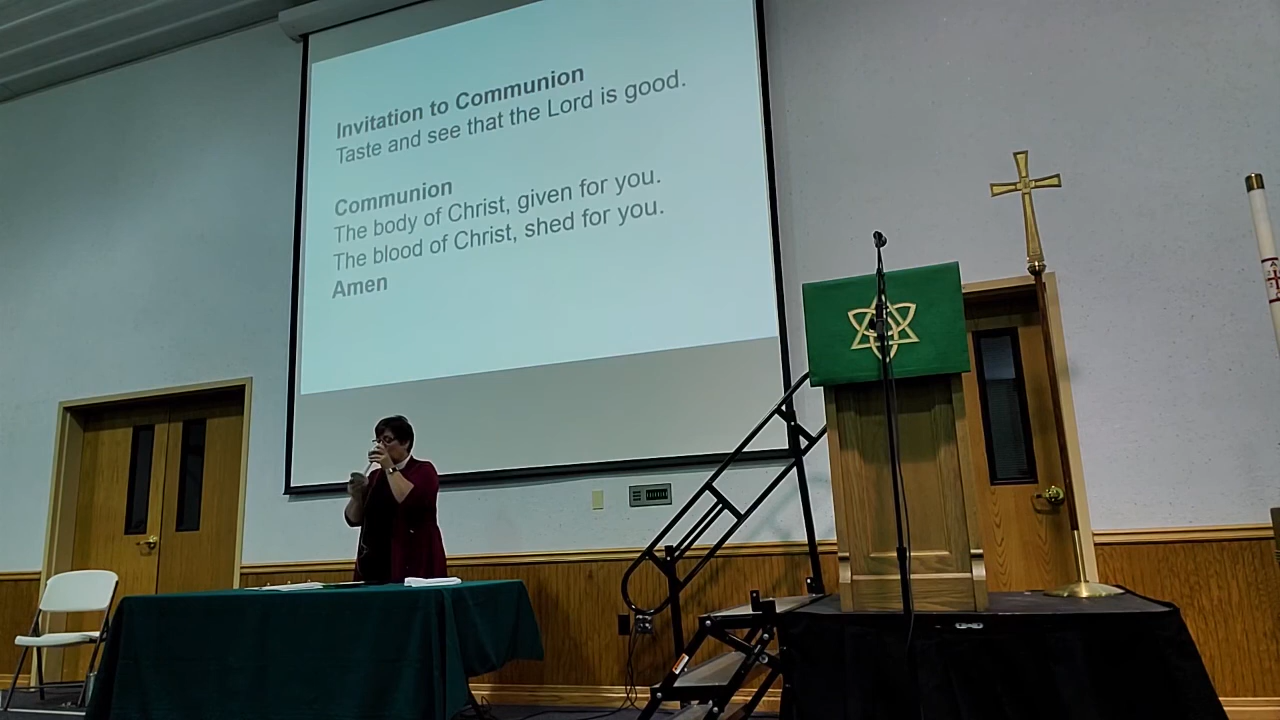 Invitation to Communion
Taste and see that the Lord is good.
Communion
The body of Christ, given for you.
The blood of Christ, shed for you.
Amen